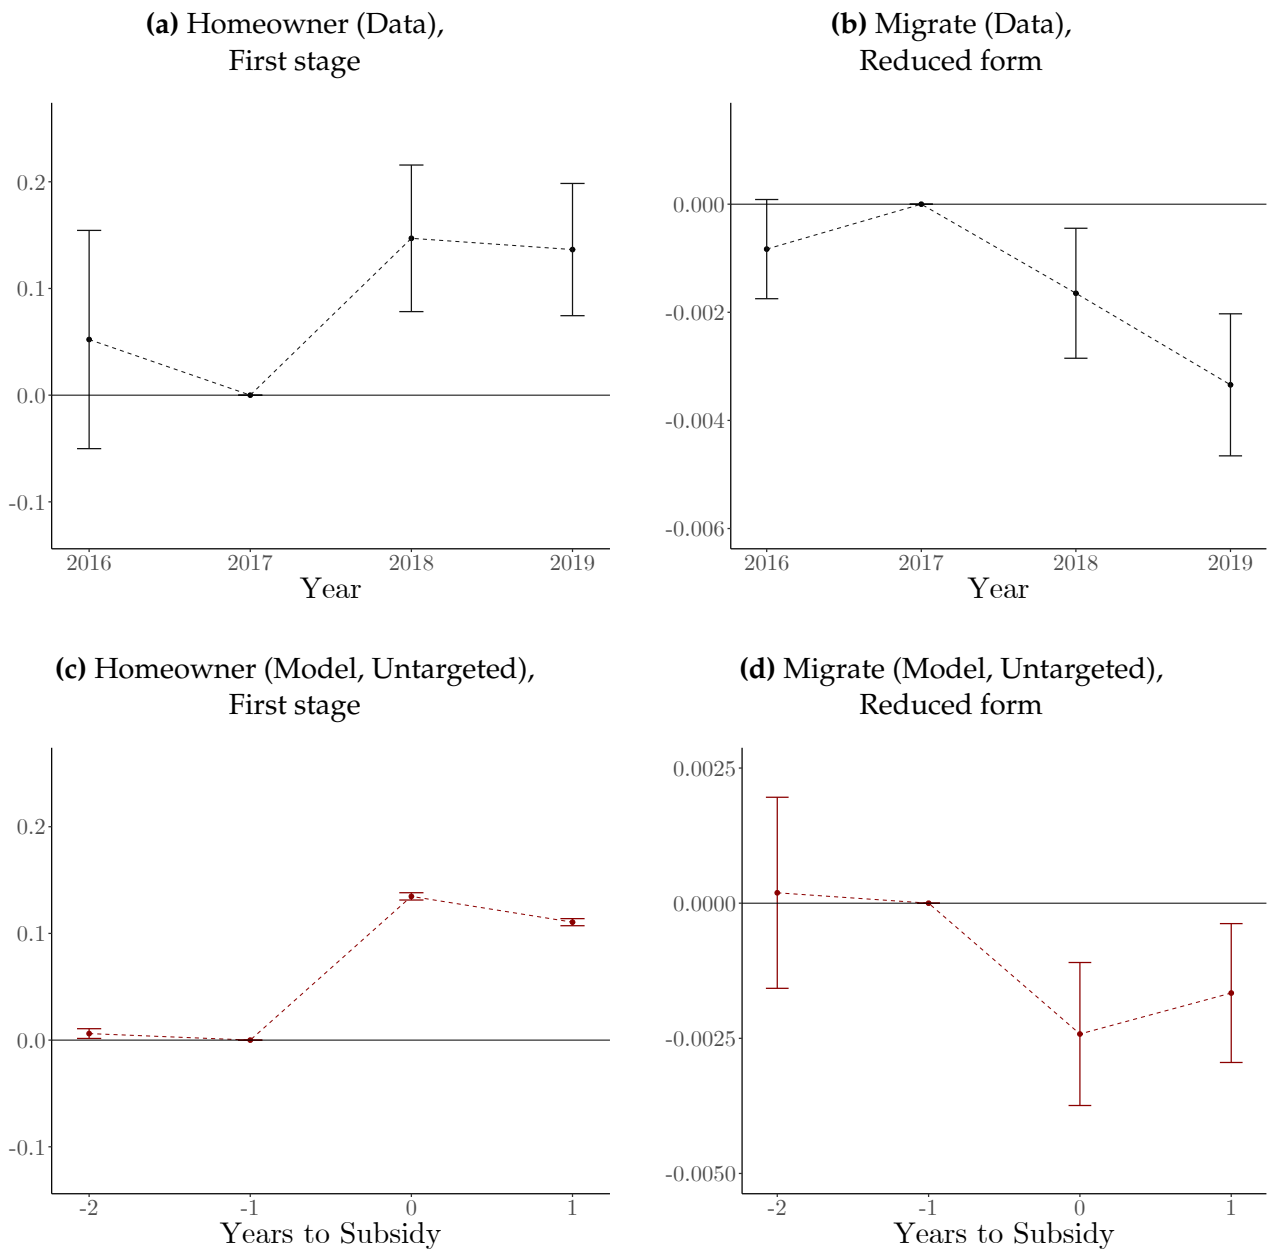 (a) Homeowner (Data),
First stage
0.2
0.1
0.0
-0.1
2016 2017 2018 2019
Year
(b) Migrate (Data),
Reduced form
0.000
-0.002
-0.004
-0.006
2016 2017 2018 2019
Year
(c) Homeowner (Model, Untargeted),
First stage
0.2
0.1
0.0
-0.1
-2 -1 0 1
Years to Subsidy
(d) Migrate (Model, Untargeted),
Reduced form
0.0025
0.0000
-0.0025
-0.0050
-2 -1 0 1
Years to Subsidy